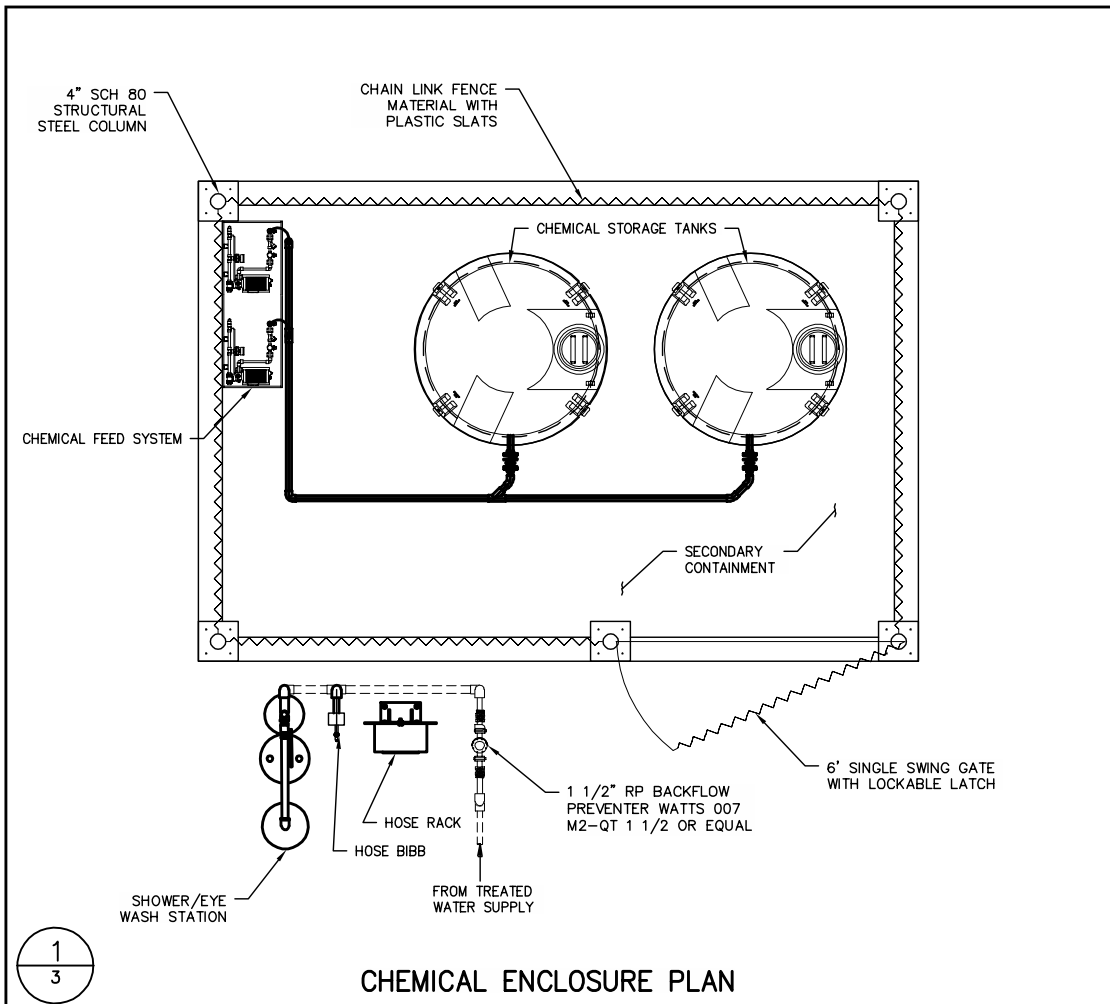 4" SCH 80
STRUCTURAL
STEEL COLUMN
CHAIN LINK FENCE
MATERIAL WITH
PLASTIC SLATS
CHEMICAL STORAGE TANKS
CHEMICAL FEED SYSTEM
SECONDARY
CONTAINMENT
6' SINGLE SWING GATE
WITH LOCKABLE LATCH
1 1/2" RP BACKFLOW
PREVENTER WATTS 007
M2-QT 1 1/2 OR EQUAL
HOSE RACK
HOSE BIBB
FROM TREATED
WATER SUPPLY
SHOWER/EYE
WASH STATION
1
3
CHEMICAL ENCLOSURE PLAN